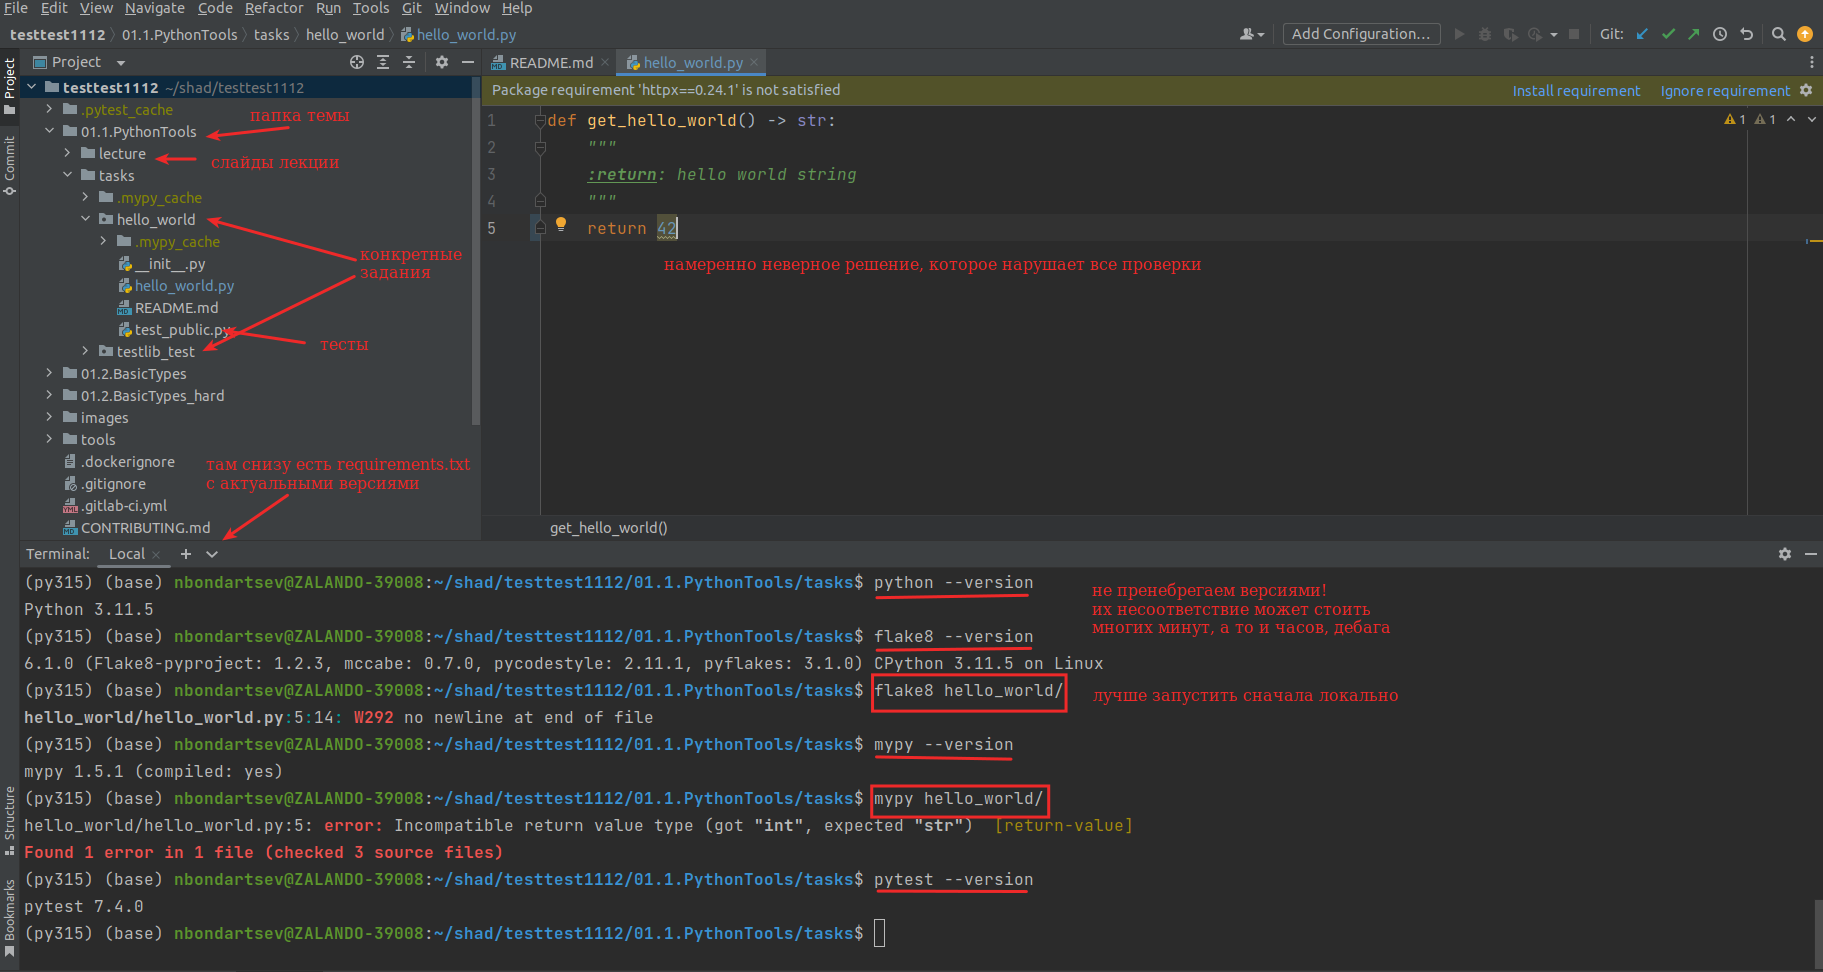 File Edit View Navigate Code Refactor Run Tools Git Window Help
testtest1112 01.1.PythonTools tasks hello_world hello_world.py
Add Configuration... Git:
Project
README.md hello_world.py
Project
Commit
Structure
Bookmarks
testtest1112 ~/shad/testtest1112
.pytest_cache
папка темы
01.1.PythonTools
lecture
слайды лекции
tasks
.mypy_cache
hello_world
.mypy_cache
конкретные
задания
__init__.py
hello_world.py
README.md
test_public.py
тесты
testlib_test
01.2.BasicTypes
01.2.BasicTypes_hard
images
tools
.dockerignore
там снизу есть requirements.txt
с актуальными версиями
.gitignore
.gitlab-ci.yml
CONTRIBUTING.md
Package requirement 'httpx==0.24.1' is not satisfied Install requirement Ignore requirement
1 def get_hello_world() -> str:
1 1
2 """
3 :return: hello world string
4 """
5 return 42
намеренно неверное решение, которое нарушает все проверки
get_hello_world()
Terminal: Local
(py315) (base) nbondartsev@ZALANDO-39008:~/shad/testtest1112/01.1.PythonTools/tasks$ python --version
Python 3.11.5
не пренебрегаем версиями!
их несоответствие может стоить
многих минут, а то и часов, дебага
(py315) (base) nbondartsev@ZALANDO-39008:~/shad/testtest1112/01.1.PythonTools/tasks$ flake8 --version
6.1.0 (Flake8-pyproject: 1.2.3, mccabe: 0.7.0, pycodestyle: 2.11.1, pyflakes: 3.1.0) CPython 3.11.5 on Linux
(py315) (base) nbondartsev@ZALANDO-39008:~/shad/testtest1112/01.1.PythonTools/tasks$ flake8 hello_world/
лучше запустить сначала локально
hello_world/hello_world.py:5:14: W292 no newline at end of file
(py315) (base) nbondartsev@ZALANDO-39008:~/shad/testtest1112/01.1.PythonTools/tasks$ mypy --version
mypy 1.5.1 (compiled: yes)
(py315) (base) nbondartsev@ZALANDO-39008:~/shad/testtest1112/01.1.PythonTools/tasks$ mypy hello_world/
hello_world/hello_world.py:5: error: Incompatible return value type (got "int", expected "str") [return-value]
Found 1 error in 1 file (checked 3 source files)
(py315) (base) nbondartsev@ZALANDO-39008:~/shad/testtest1112/01.1.PythonTools/tasks$ pytest --version
pytest 7.4.0
(py315) (base) nbondartsev@ZALANDO-39008:~/shad/testtest1112/01.1.PythonTools/tasks$